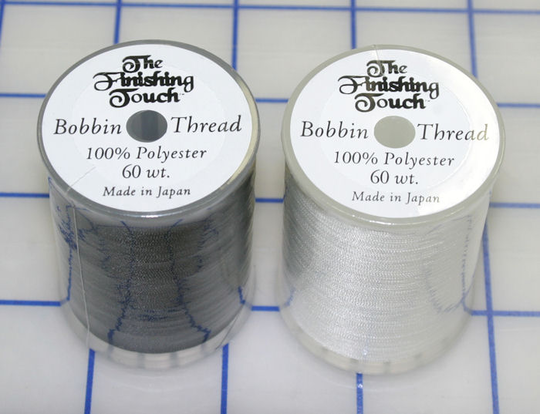 The
Finishing
Touch
Bobbin Thread
100% Polyester
60 wt.
Made in Japan
The
Finishing
Touch
Bobbin Thread
100% Polyester
60 wt.
Made in Japan